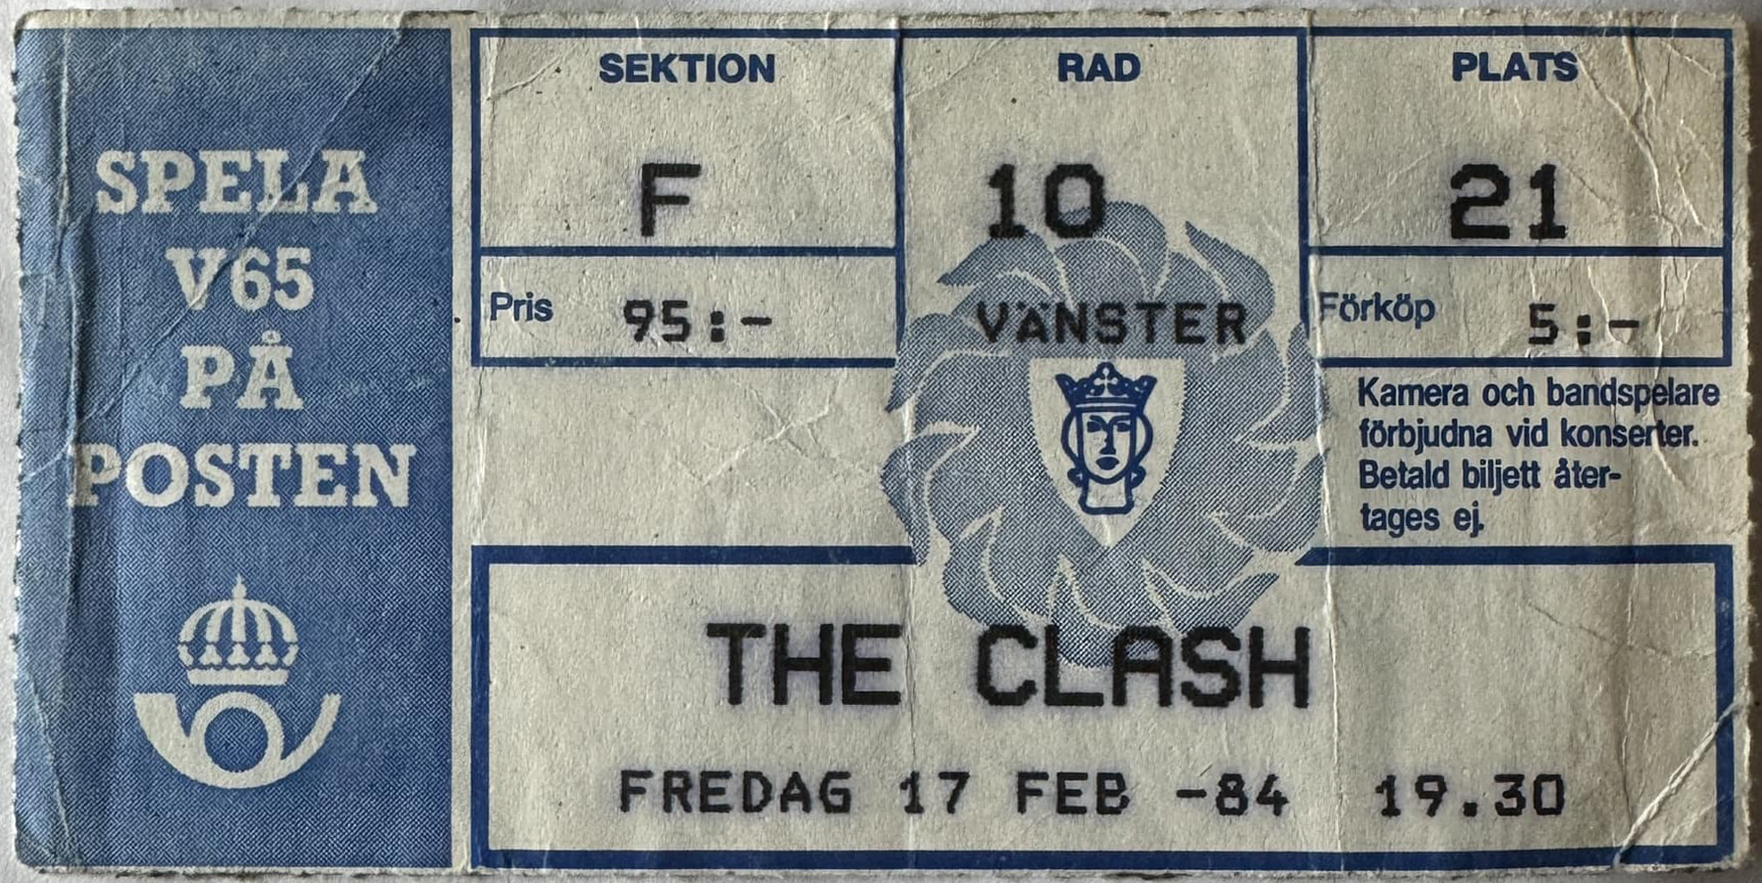 SPELA
V65
PÅ
POSTEN
SEKTION
F
RAD
10
PLATS
21
Pris 95:-
VÄNSTER
Förköp 5:-
Kamera och bandspelare
förbjudna vid konserter.
Betald biljett åter-
tages ej.
THE CLASH
FREDAG 17 FEB -84 19.30